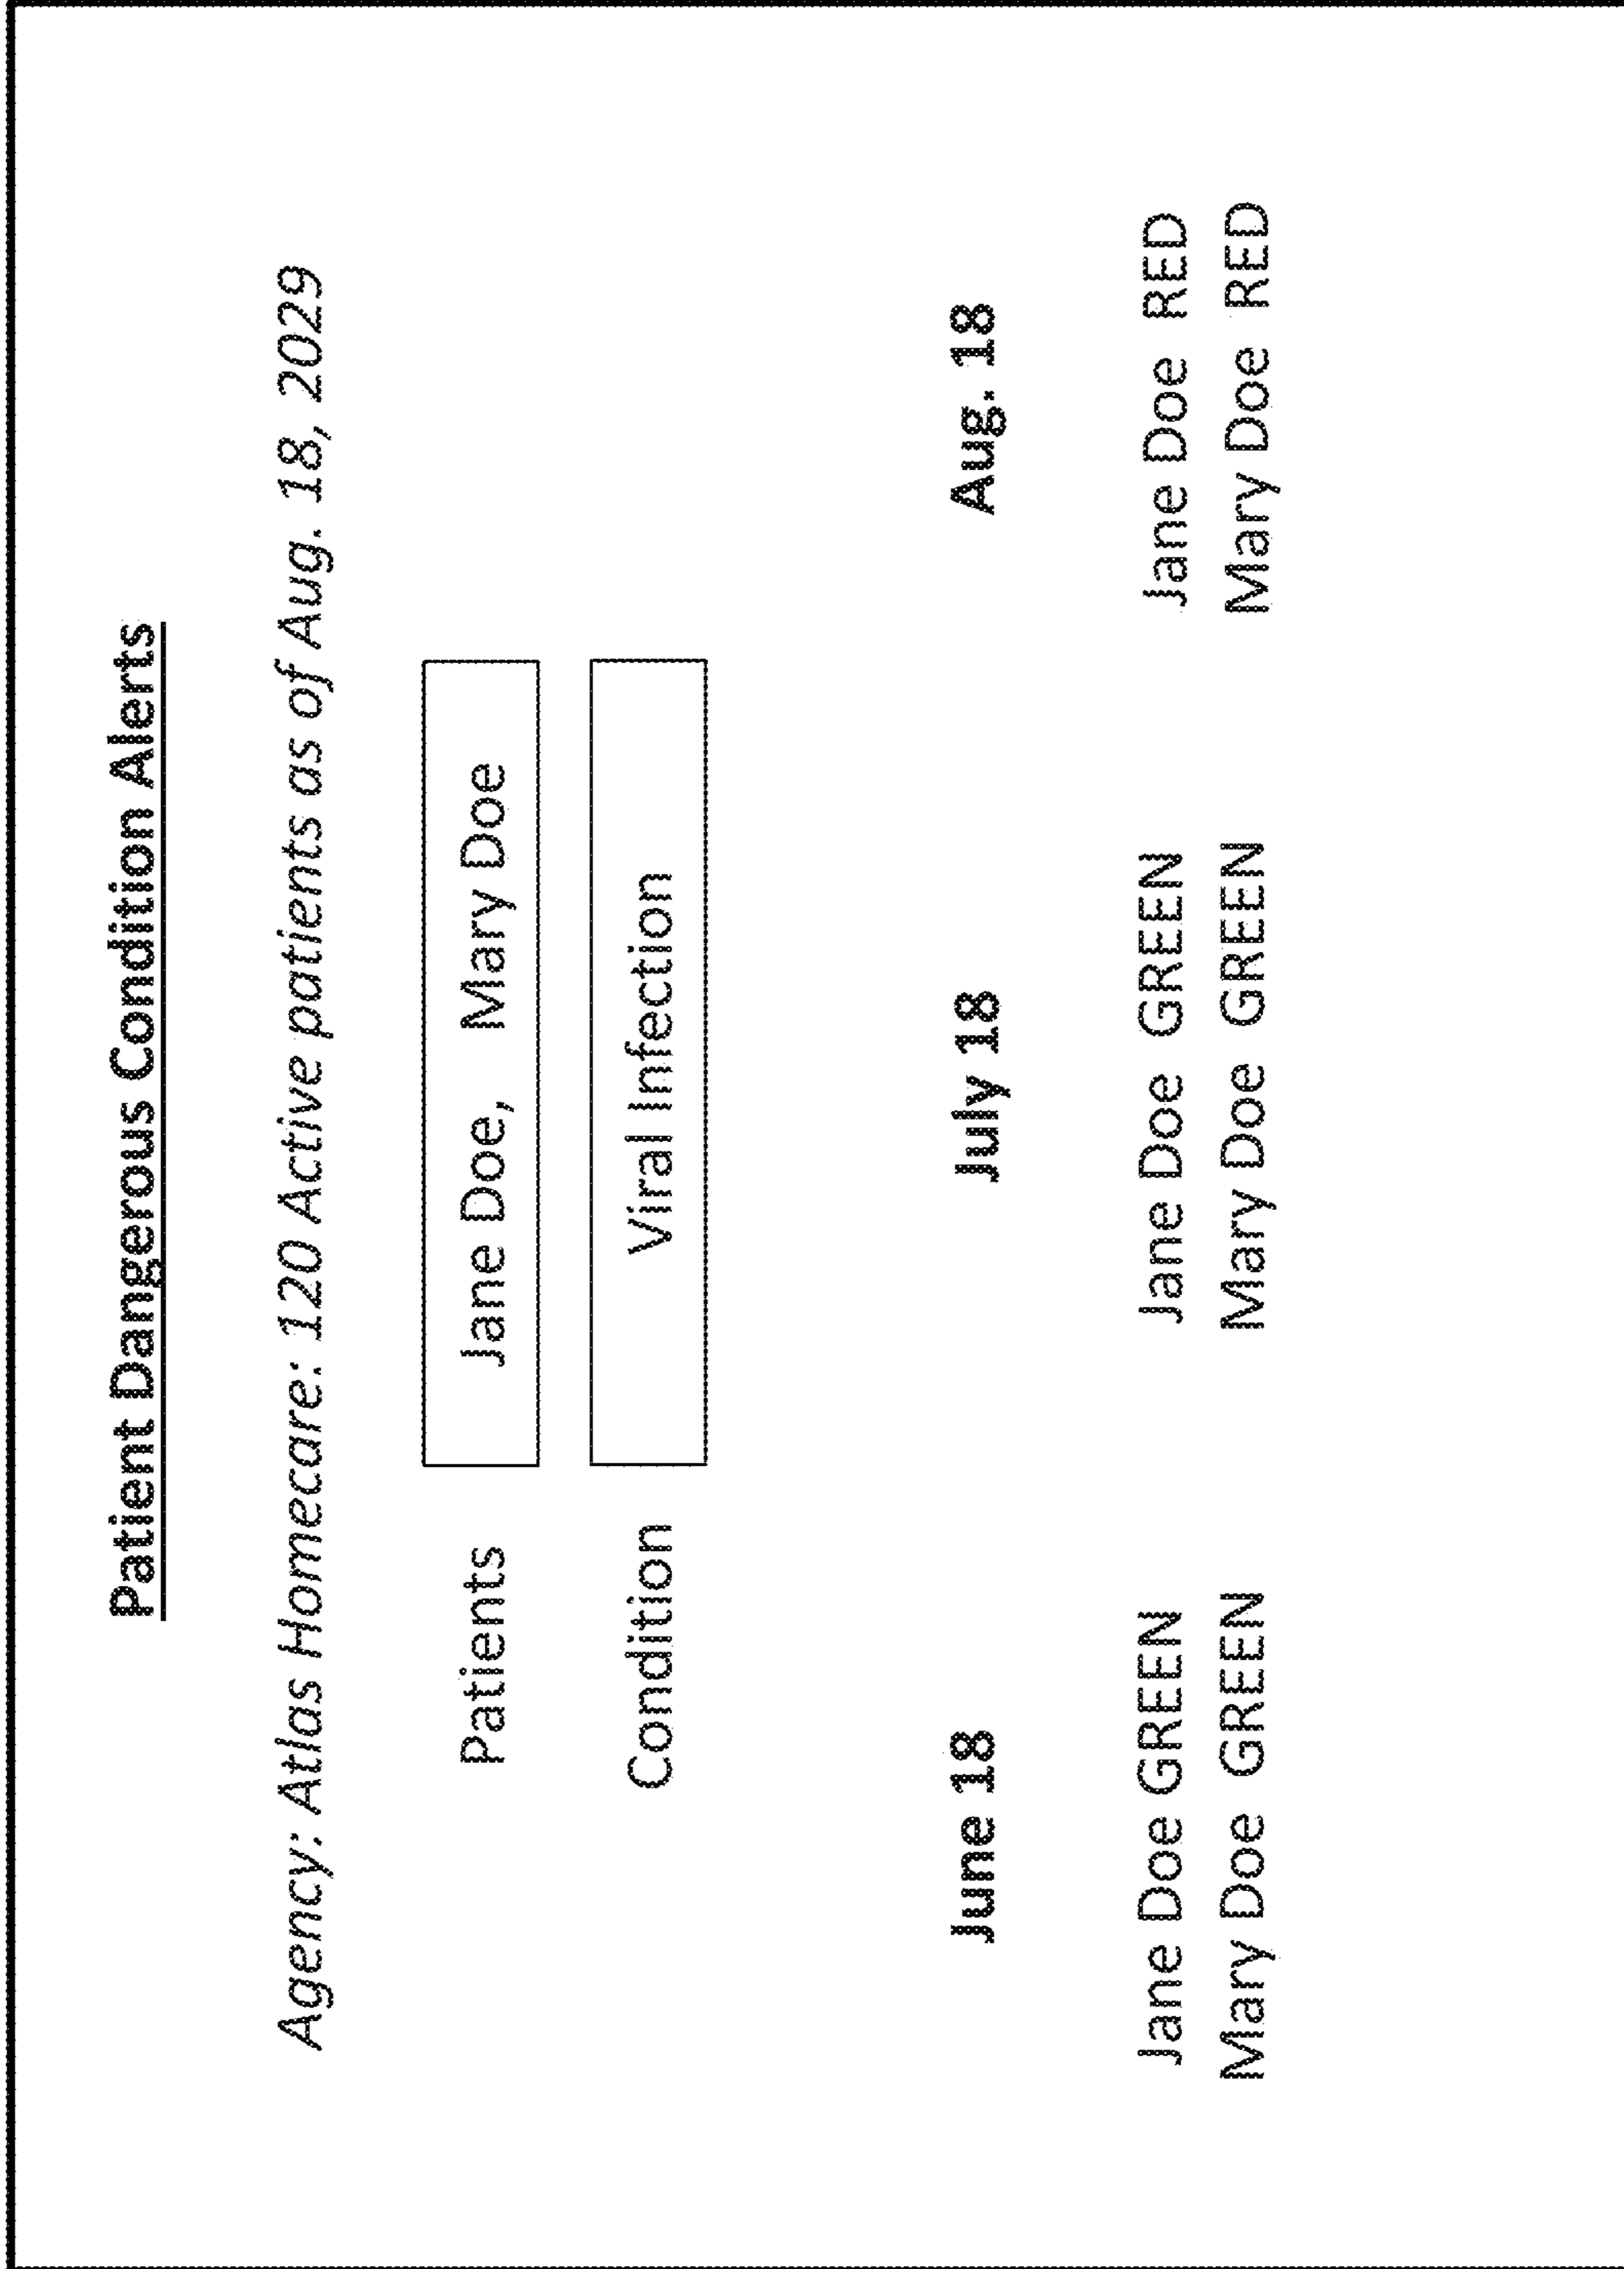 Patient Dangerous Condition Alerts
Agency: Atlas Homecare: 120 Active patients as of Aug. 18, 2029
Patients Jane Doe, Mary Doe
Condition Viral Infection
June 18 July 18 Aug. 18
Jane Doe GREEN Jane Doe GREEN Jane Doe RED
Mary Doe GREEN Mary Doe GREEN Mary Doe RED